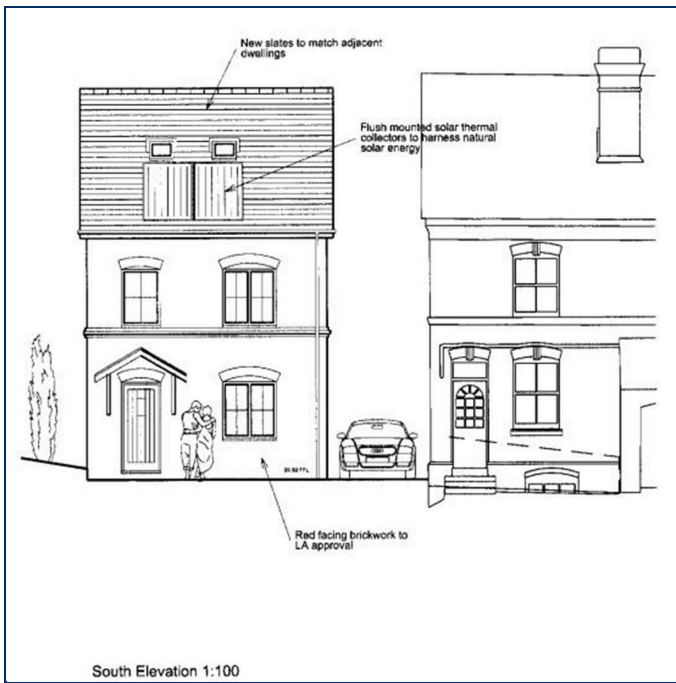 New slates to match adjacent
dwellings
Flush mounted solar thermal
collectors to harness natural
solar energy
Red facing brickwork to
LA approval
South Elevation 1:100